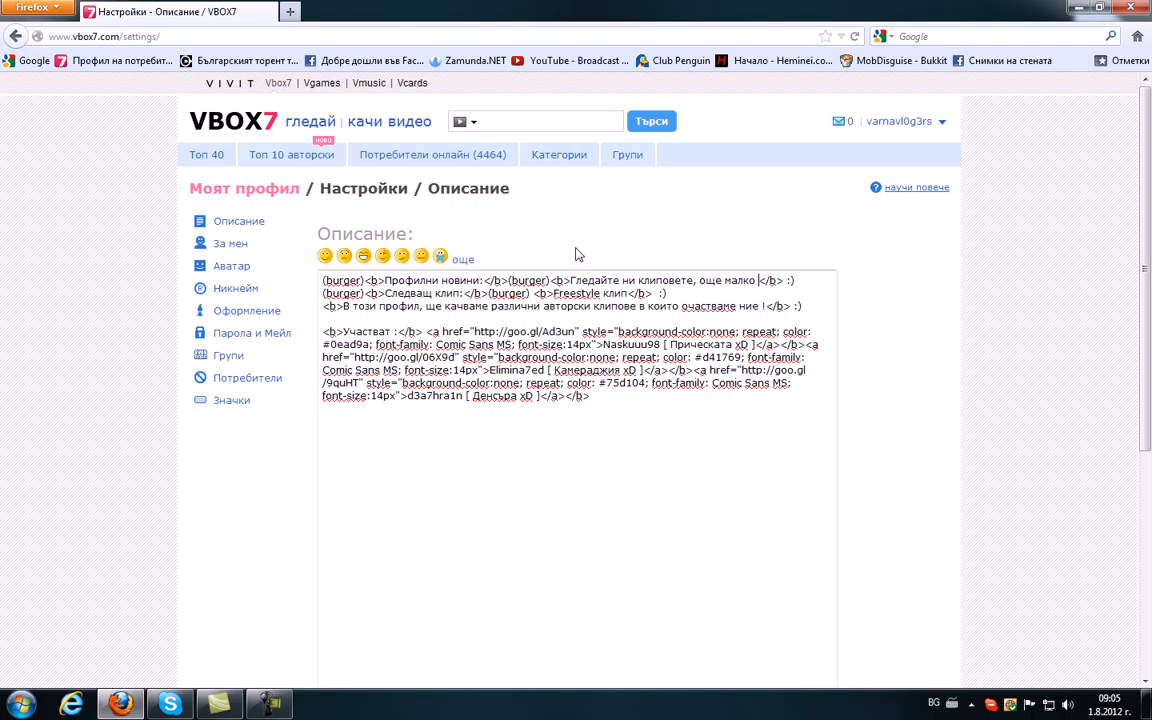 Firefox
Настройки - Описание / VBOX7
www.vbox7.com/settings/
Google
Google
Профил на потребит...
Българският торент т...
Добре дошли във Fac...
Zamunda.NET
YouTube - Broadcast ...
Club Penguin
Начало - Heminei.co...
MobDisguise - Bukkit
Снимки на стената
Отметки
VIVIT
Vbox7
Vgames
Vmusic
Vcards
VBOX7
гледай | качи видео
Търси
0
varnavl0g3rs
ново
Топ 40
Топ 10 авторски
Потребители онлайн (4464)
Категории
Групи
Моят профил / Настройки / Описание
научи повече
Описание
За мен
Аватар
Никнейм
Оформление
Парола и Мейл
Групи
Потребители
Значки
Описание:
още
(burger)<b>Профилни новини:</b>(burger)<b>Гледайте ни клиповете, още малко </b> :)
(burger)<b>Следващ клип:</b>(burger) <b>Freestyle клип</b>  :)
<b>В този профил, ще качваме различни авторски клипове в които очастваме ние !</b> :)
<b>Участват :</b> <a href="http://goo.gl/Ad3un" style="background-color:none; repeat; color:
#0ead9a; font-family: Comic Sans MS; font-size:14px">Naskuuu98 [ Прическата xD ]</a></b><a
href="http://goo.gl/06X9d" style="background-color:none; repeat; color: #d41769; font-family:
Comic Sans MS; font-size:14px">Elimina7ed [ Камераджия xD ]</a></b><a href="http://goo.gl
/9quHT" style="background-color:none; repeat; color: #75d104; font-family: Comic Sans MS;
font-size:14px">d3a7hra1n [ Денсъра xD ]</a></b>
BG
09:05
1.8.2012 г.